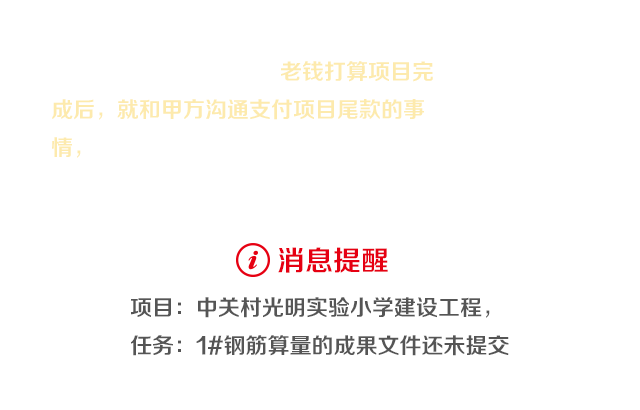 老钱打算项目完
成后，就和甲方沟通支付项目尾款的事
情，
消息提醒
项目：中关村光明实验小学建设工程，
任务：1#钢筋算量的成果文件还未提交